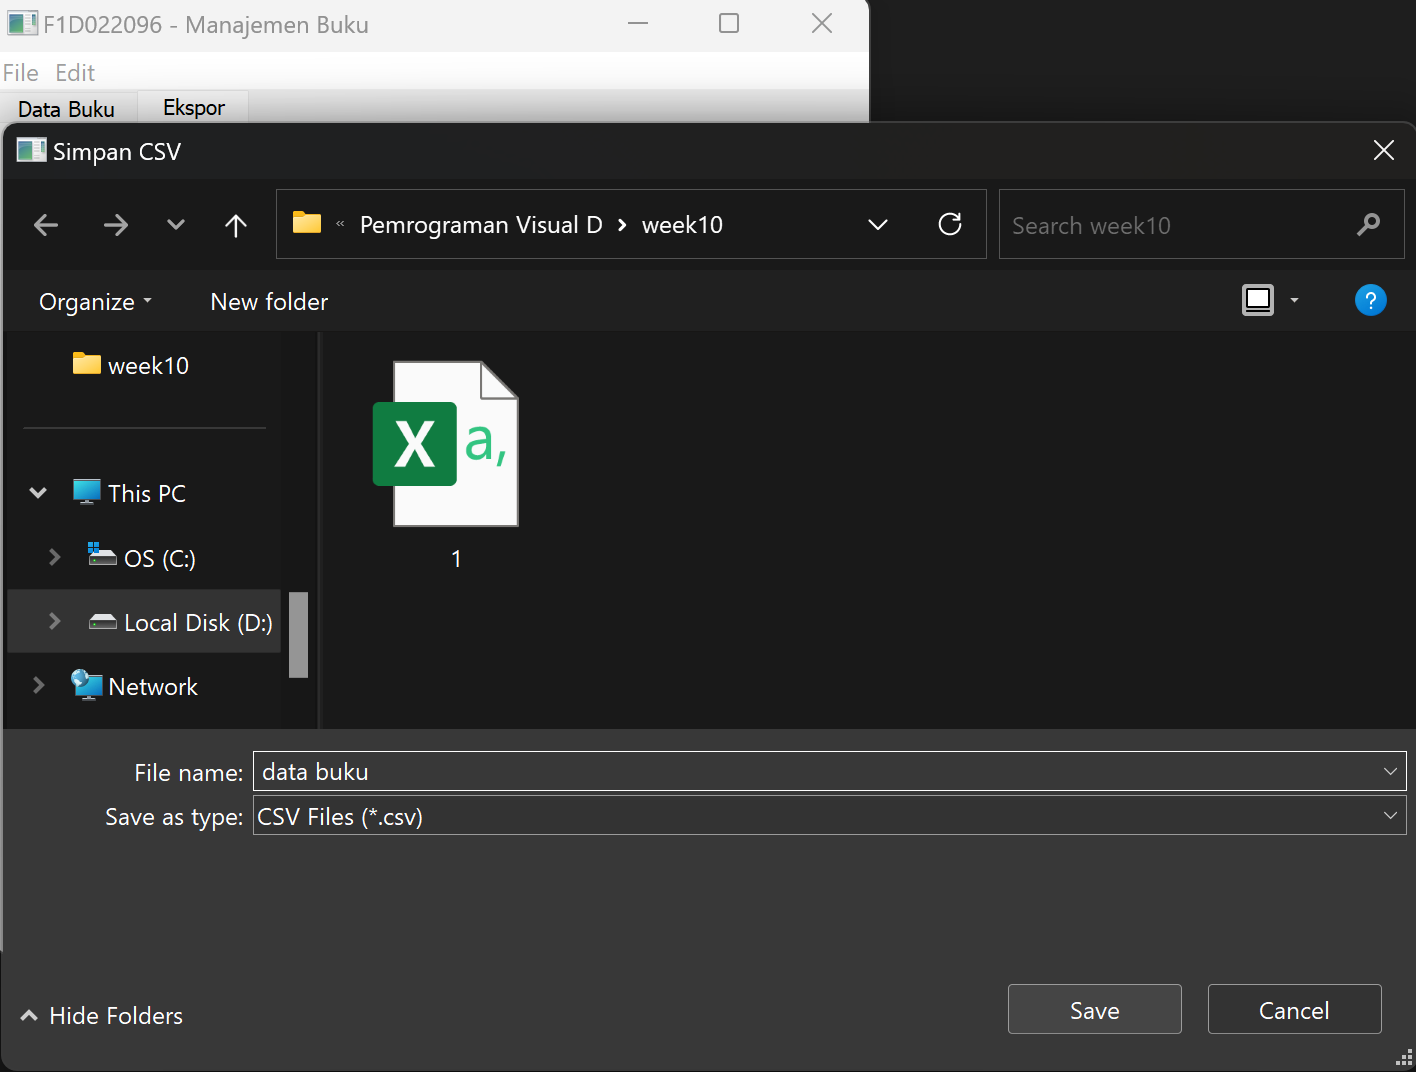 F1D022096 - Manajemen Buku
File Edit
Data Buku Ekspor
Simpan CSV
« Pemrograman Visual D › week10
Search week10
Organize New folder
?
week10
This PC
OS (C:)
Local Disk (D:)
Network
X a,
1
File name: data buku
Save as type: CSV Files (*.csv)
Hide Folders
Save Cancel